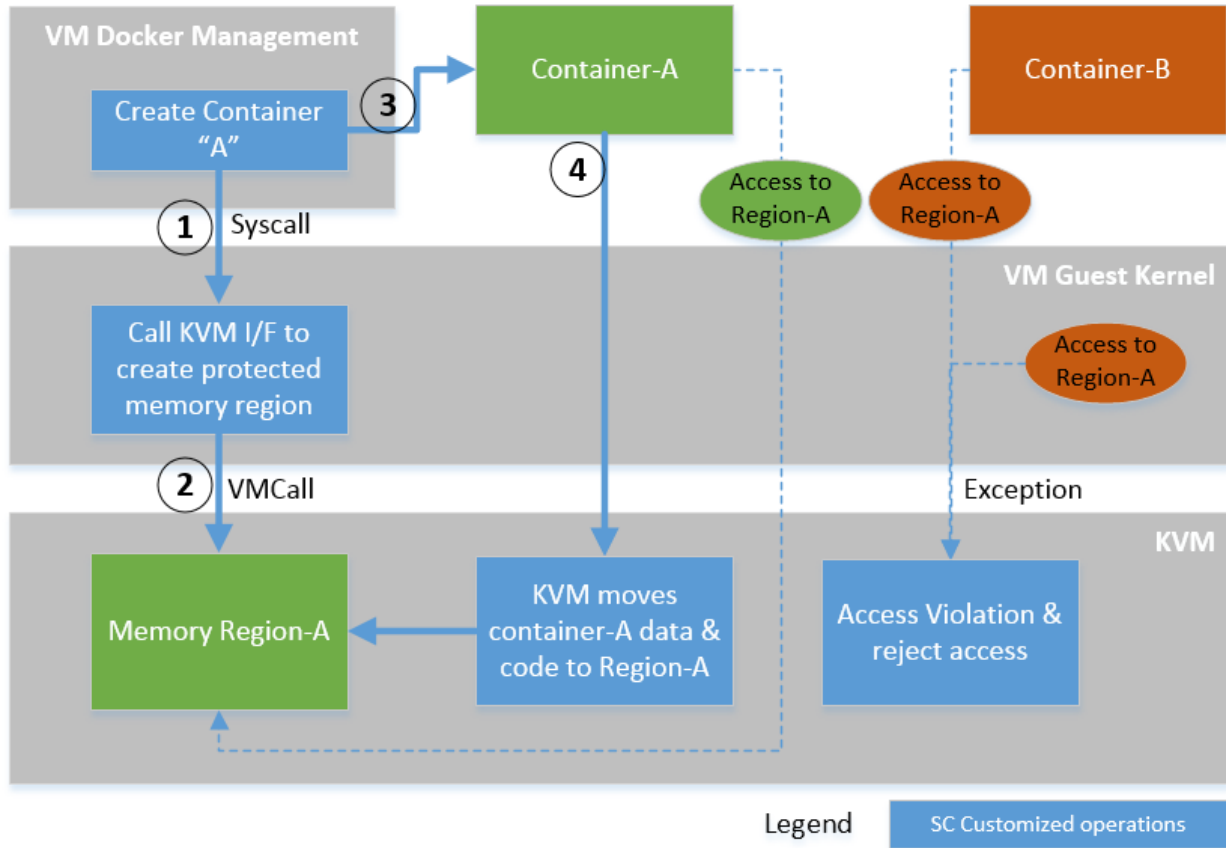 VM Docker Management
Create Container
“A”
3
Container-A
Container-B
4
Access to
Region-A
Access to
Region-A
1
Syscall
VM Guest Kernel
Call KVM I/F to
create protected
memory region
Access to
Region-A
2
VMCall
Exception
KVM
Memory Region-A
KVM moves
container-A data &
code to Region-A
Access Violation &
reject access
Legend
SC Customized operations